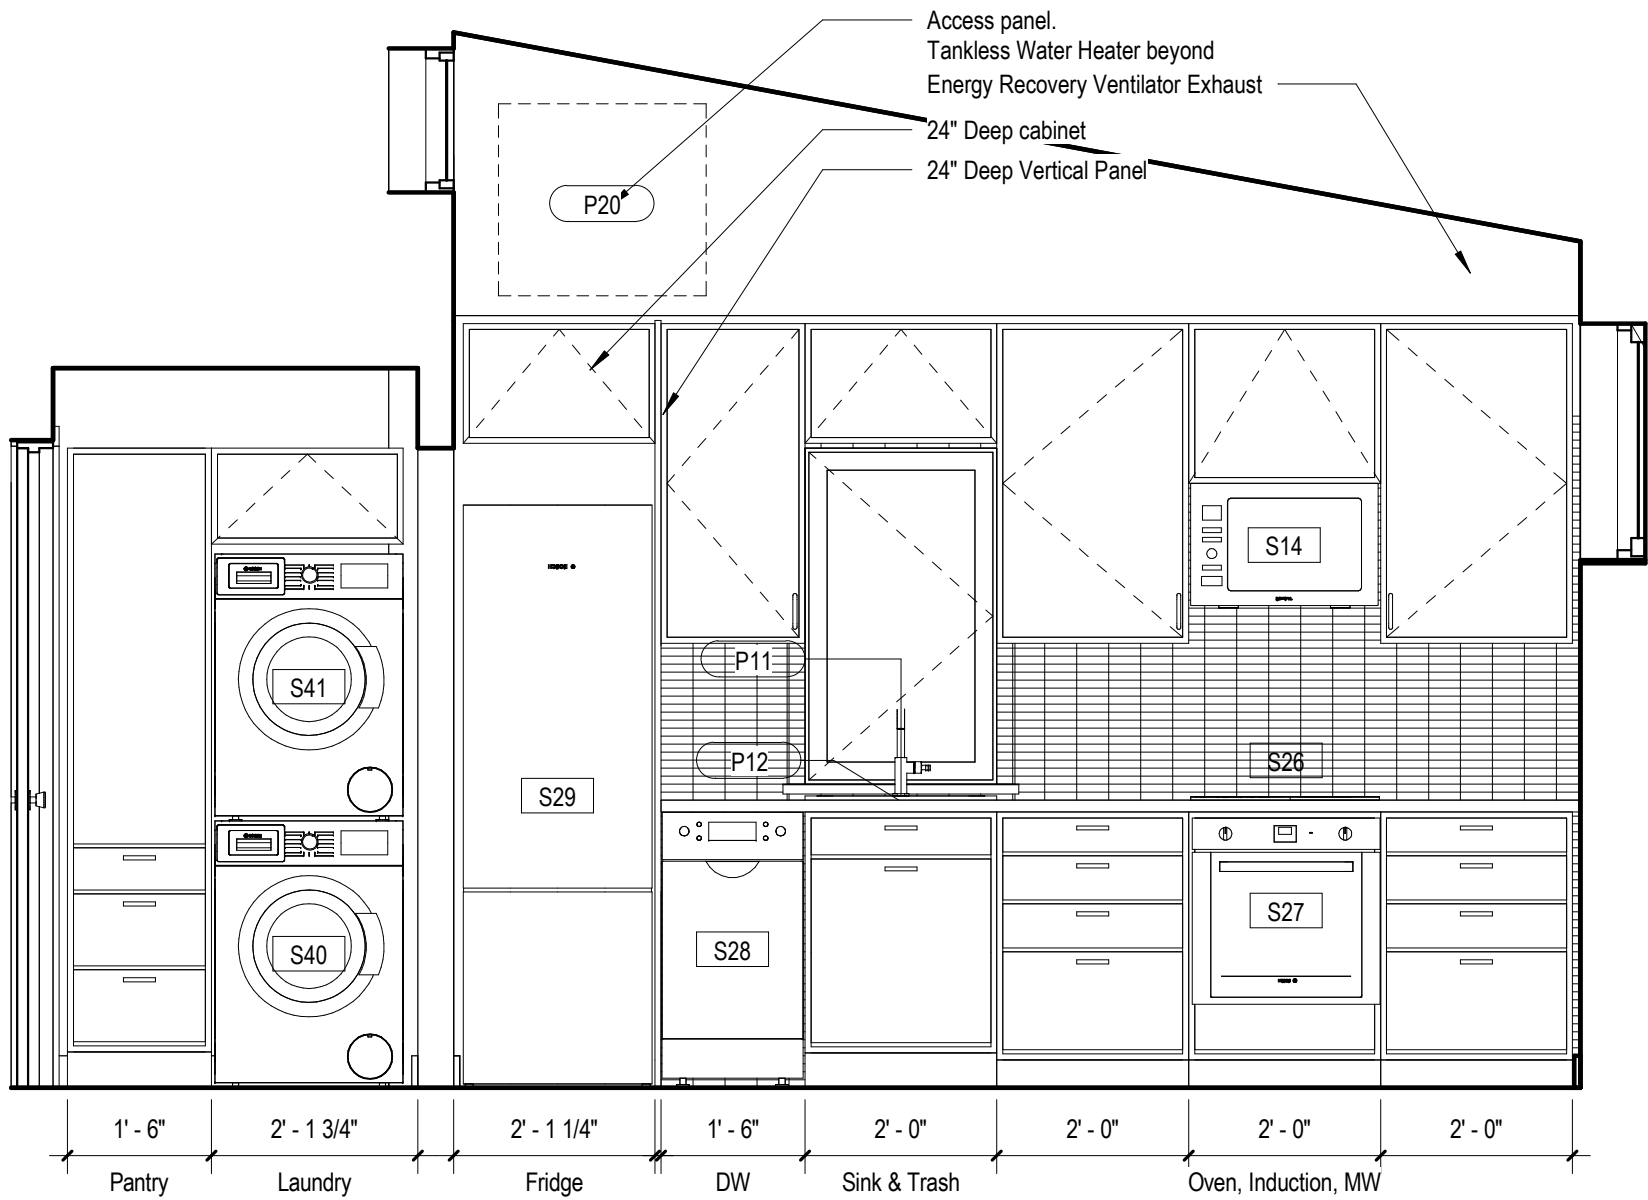 Access panel.
Tankless Water Heater beyond
Energy Recovery Ventilator Exhaust
24" Deep cabinet
24" Deep Vertical Panel
P20
S14
P11
S41
P12
S26
S29
S27
S28
S40
1' - 6"
2' - 1 3/4"
2' - 1 1/4"
1' - 6"
2' - 0"
2' - 0"
2' - 0"
2' - 0"
Pantry
Laundry
Fridge
DW
Sink & Trash
Oven, Induction, MW